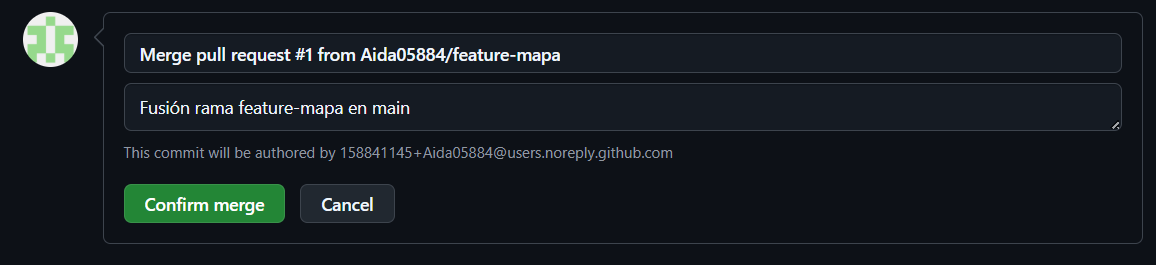 Merge pull request #1 from Aida05884/feature-mapa
Fusión rama feature-mapa en main
This commit will be authored by 158841145+Aida05884@users.noreply.github.com
Confirm merge
Cancel